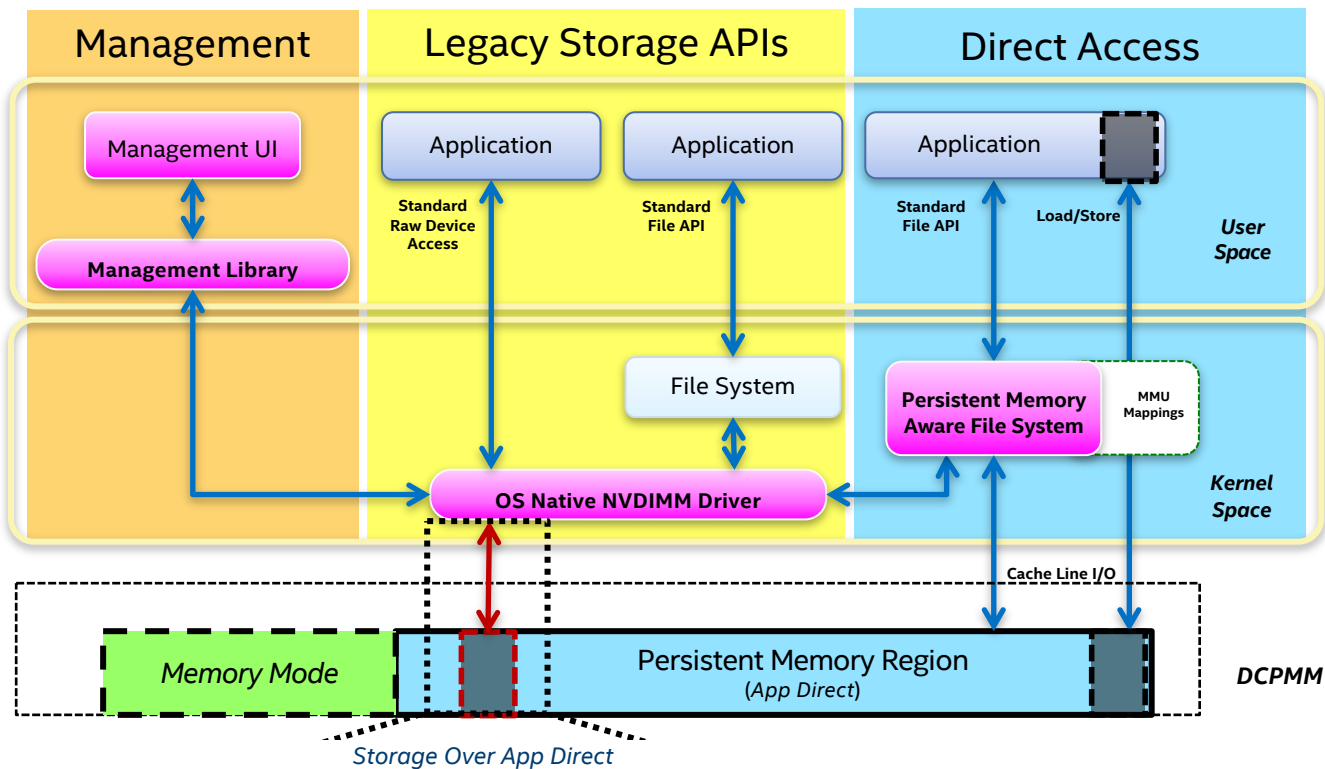 Management
Legacy Storage APIs
Direct Access
Management UI
Application
Application
Application
Standard
Raw Device
Access
Standard
File API
Standard
File API
Load/Store
User
Space
Management Library
File System
Persistent Memory
Aware File System
MMU
Mappings
OS Native NVDIMM Driver
Kernel
Space
Cache Line I/O
Memory Mode
Persistent Memory Region
(App Direct)
DCPMM
Storage Over App Direct